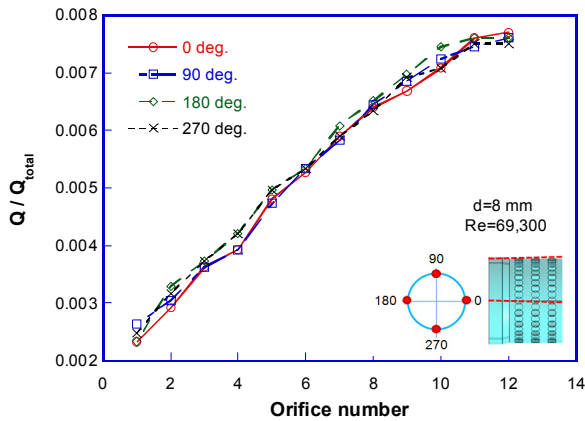 0.008
0.007
0.006
0.005
0.004
0.003
0.002
Q / Q_total
0 deg.
90 deg.
180 deg.
270 deg.
d=8 mm
Re=69,300
90
180
0
270
0 2 4 6 8 10 12 14
Orifice number